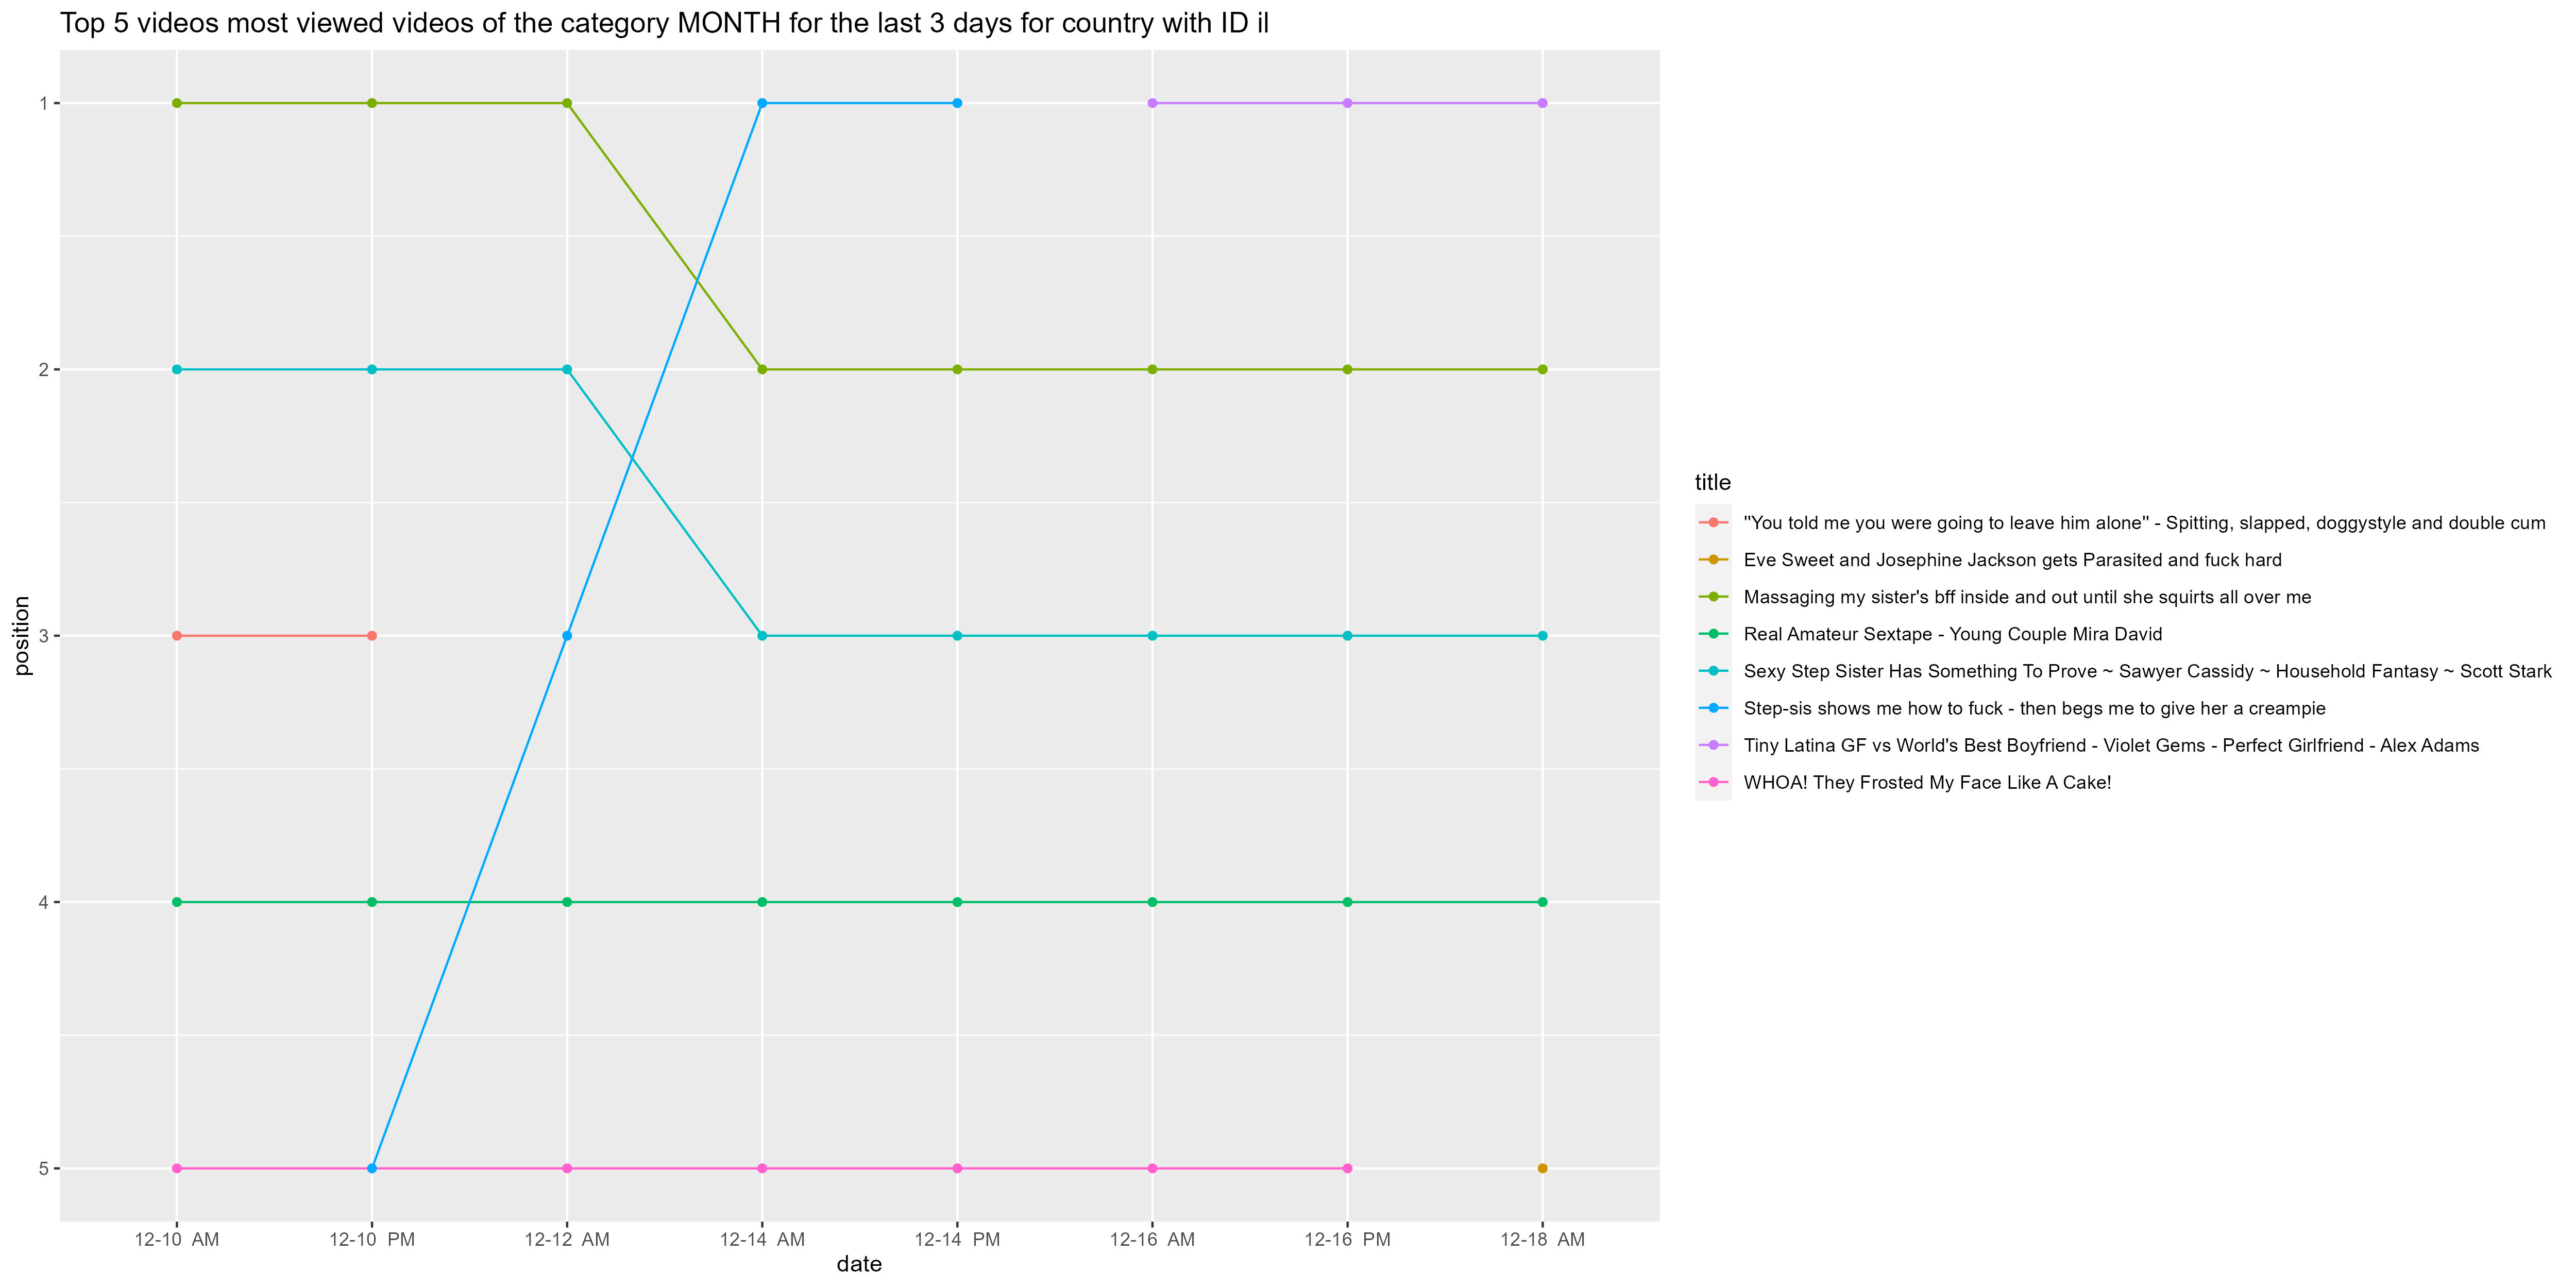 Top 5 videos most viewed videos of the category MONTH for the last 3 days for country with ID il
position
1
2
3
4
5
12-10 AM
12-10 PM
12-12 AM
12-14 AM
12-14 PM
12-16 AM
12-16 PM
12-18 AM
date
title
"You told me you were going to leave him alone" - Spitting, slapped, doggystyle and double cum
Eve Sweet and Josephine Jackson gets Parasited and fuck hard
Massaging my sister's bff inside and out until she squirts all over me
Real Amateur Sextape - Young Couple Mira David
Sexy Step Sister Has Something To Prove ~ Sawyer Cassidy ~ Household Fantasy ~ Scott Stark
Step-sis shows me how to fuck - then begs me to give her a creampie
Tiny Latina GF vs World's Best Boyfriend - Violet Gems - Perfect Girlfriend - Alex Adams
WHOA! They Frosted My Face Like A Cake!